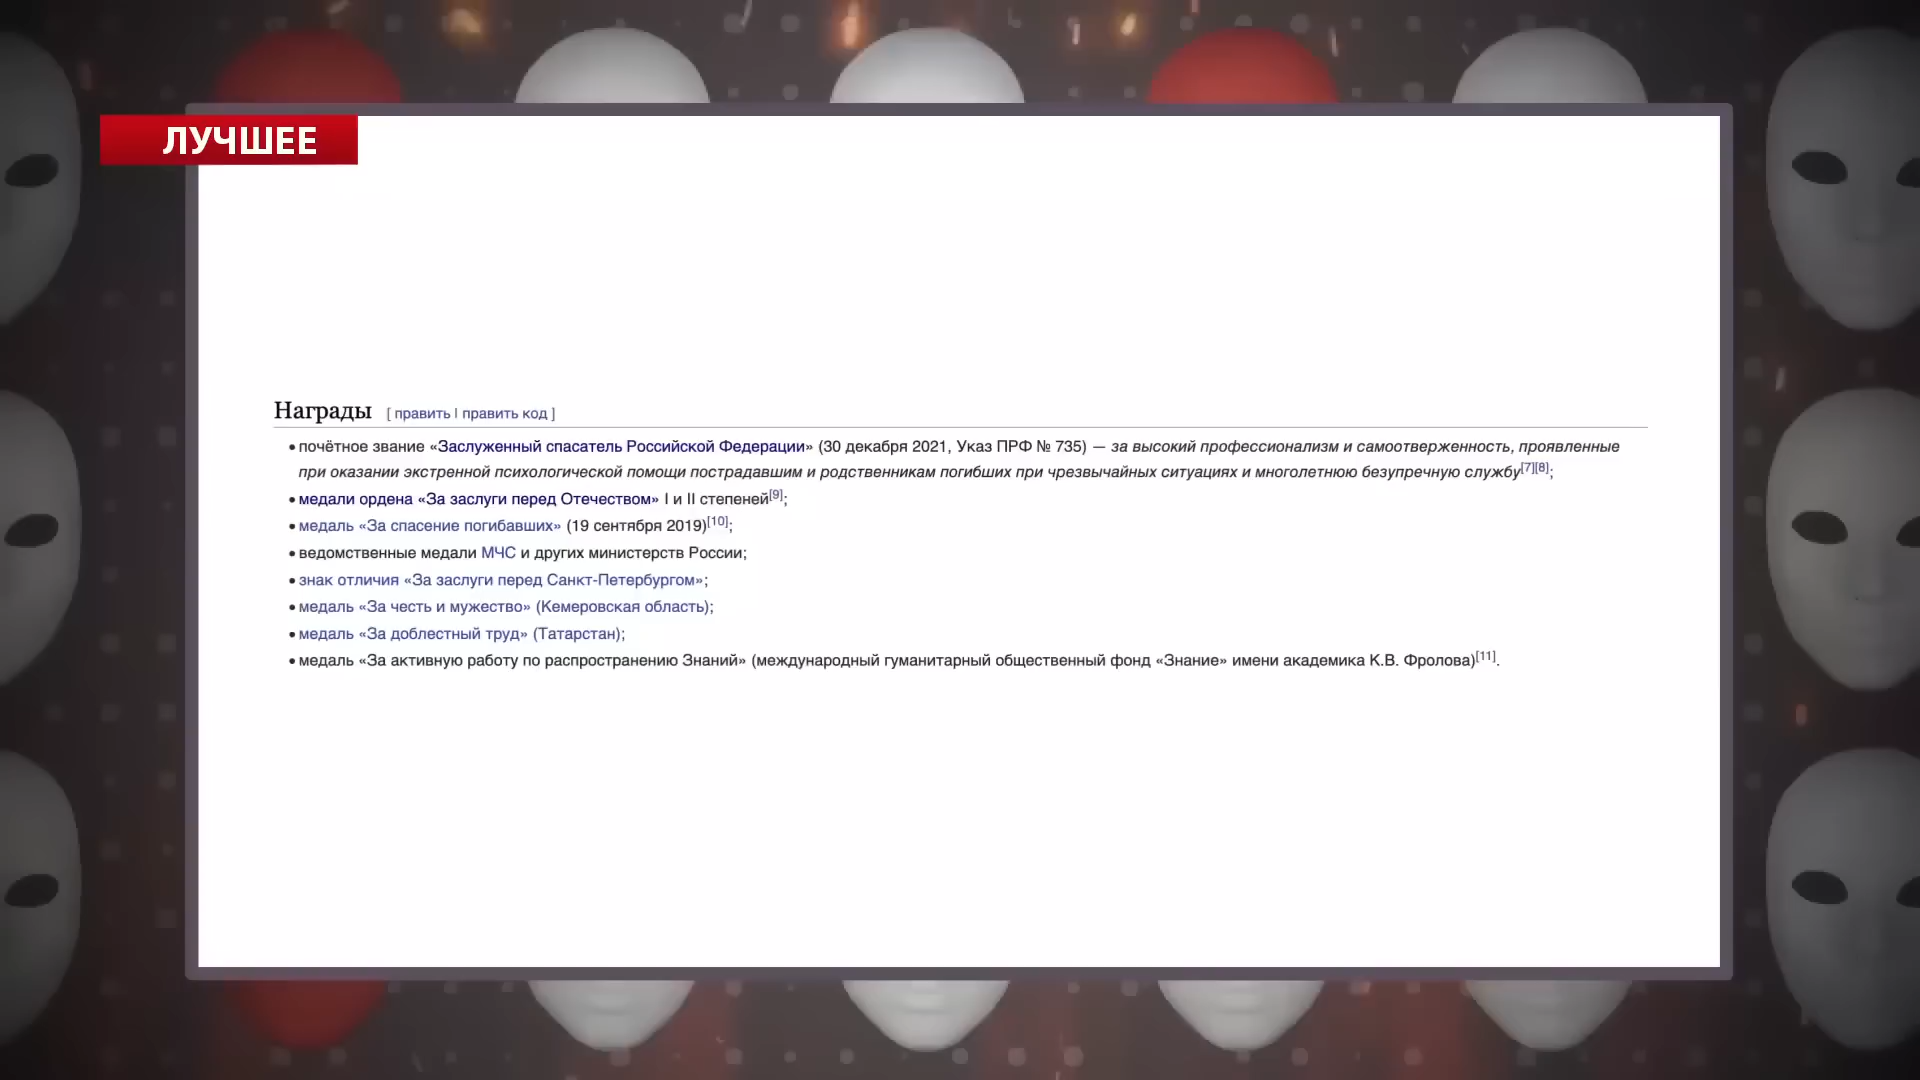 ЛУЧШЕЕ
Награды [ править | править код ]
• почётное звание «Заслуженный спасатель Российской Федерации» (30 декабря 2021, Указ ПРФ № 735) — за высокий профессионализм и самоотверженность, проявленные
при оказании экстренной психологической помощи пострадавшим и родственникам погибших при чрезвычайных ситуациях и многолетнюю безупречную службу[7][8];
• медали ордена «За заслуги перед Отечеством» I и II степеней[9];
• медаль «За спасение погибавших» (19 сентября 2019)[10];
• ведомственные медали МЧС и других министерств России;
• знак отличия «За заслуги перед Санкт-Петербургом»;
• медаль «За честь и мужество» (Кемеровская область);
• медаль «За доблестный труд» (Татарстан);
• медаль «За активную работу по распространению Знаний» (международный гуманитарный общественный фонд «Знание» имени академика К.В. Фролова)[11].